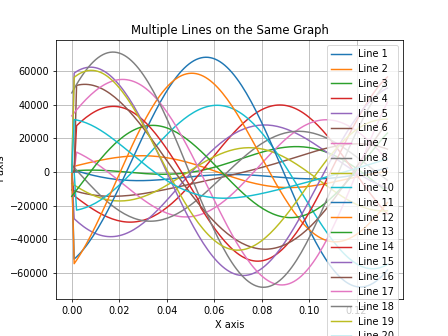 Multiple Lines on the Same Graph
60000
40000
20000
0
-20000
-40000
-60000
0.00
0.02
0.04
0.06
0.08
0.10
X axis
Line 1
Line 2
Line 3
Line 4
Line 5
Line 6
Line 7
Line 8
Line 9
Line 10
Line 11
Line 12
Line 13
Line 14
Line 15
Line 16
Line 17
Line 18
Line 19
Line 20